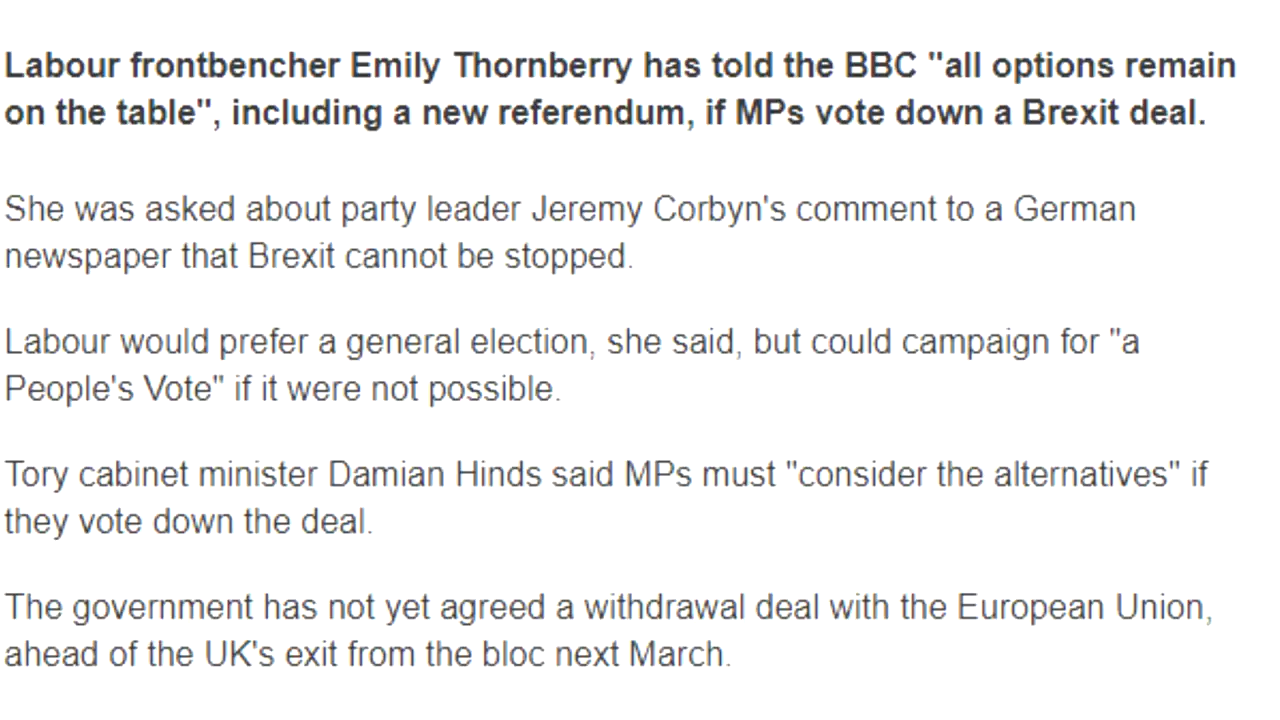 Labour frontbencher Emily Thornberry has told the BBC "all options remain
on the table", including a new referendum, if MPs vote down a Brexit deal.
She was asked about party leader Jeremy Corbyn's comment to a German
newspaper that Brexit cannot be stopped.
Labour would prefer a general election, she said, but could campaign for "a
People's Vote" if it were not possible.
Tory cabinet minister Damian Hinds said MPs must "consider the alternatives" if
they vote down the deal.
The government has not yet agreed a withdrawal deal with the European Union,
ahead of the UK's exit from the bloc next March.